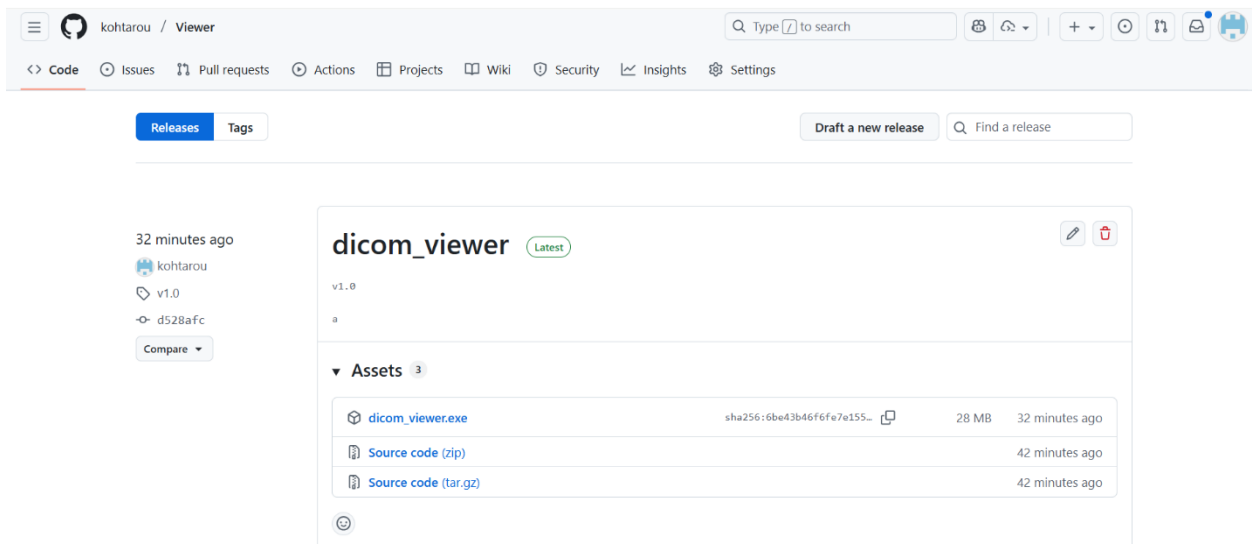 kohtarou / Viewer
Type / to search
Code Issues Pull requests Actions Projects Wiki Security Insights Settings
Releases Tags
Draft a new release
Find a release
32 minutes ago
kohtarou
v1.0
d528afc
Compare
dicom_viewer Latest
v1.0
a
Assets 3
dicom_viewer.exe sha256:6be43b46f6fe7e155… 28 MB 32 minutes ago
Source code (zip) 42 minutes ago
Source code (tar.gz) 42 minutes ago